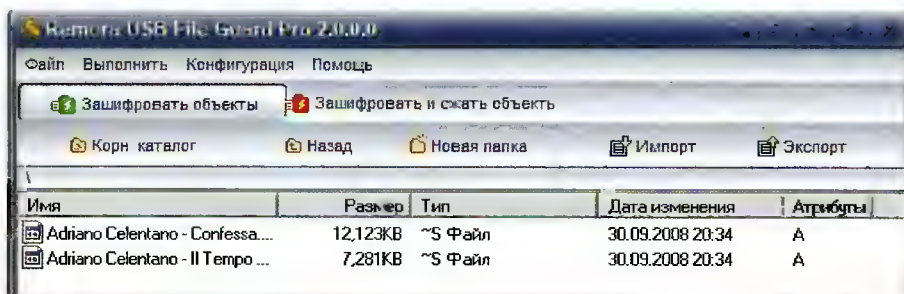 Remora USB File Guard Pro 2.0.0.0
Файл Выполнить Конфигурация Помощь
Зашифровать объекты Зашифровать и сжать объекть
Корн каталог Назад Новая папка Импорт Экспорт
\
Имя Размер Тип Дата изменения Атрибуты
Adriano Celentano - Confessa.... 12,123KB ~S Файл 30.09.2008 20:34 А
Adriano Celentano - Il Tempo ... 7,281KB ~S Файл 30.09.2008 20:34 А